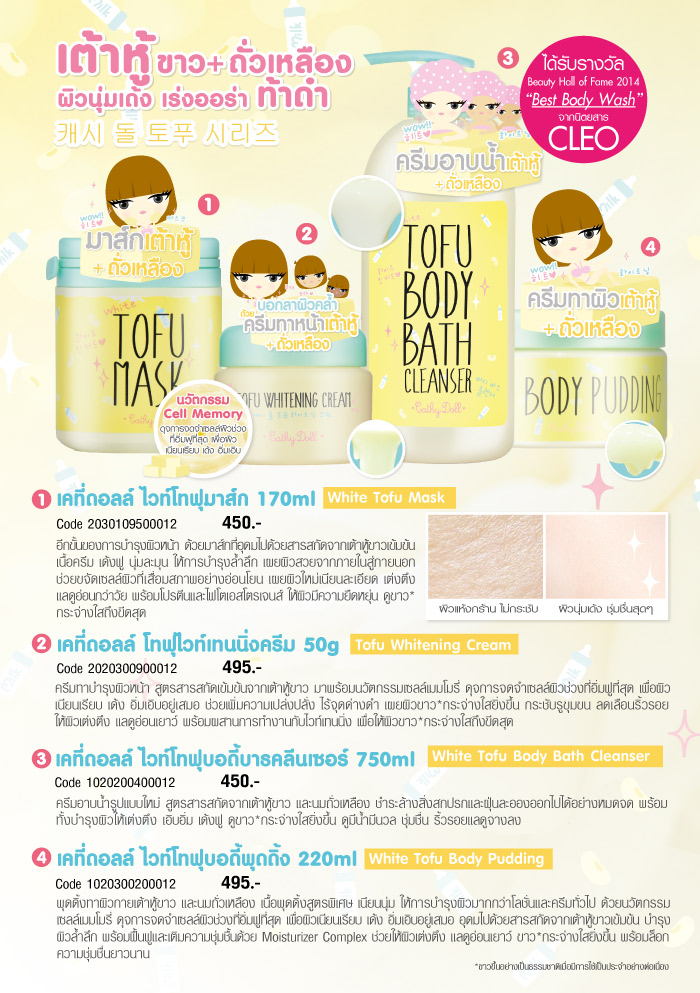 เต้าหู้ ขาว+ ถั่วเหลือง
ผิวนุ่มเด้ง เร่งออร่า ท้าดำ
캐시 돌 토푸 시리즈
ได้รับรางวัล
Beauty Hall of Fame 2014
“Best Body Wash”
จากนิตยสาร
CLEO
1
มาส์กเต้าหู้
+ ถั่วเหลือง
White
TOFU
MASK
นวัตกรรม
Cell Memory
ดุจการจดจำเซลล์ผิวช่วง
ที่อิ่มฟูที่สุด เพื่อผิว
เนียนเรียบ เด้ง อิ่มเอิบ
2
บอกลาผิวคล้ำ
ด้วย ครีมทาหน้าเต้าหู้
+ ถั่วเหลือง
TOFU WHITENING CREAM
Cathy Doll
3
ครีมอาบน้ำเต้าหู้
+ ถั่วเหลือง
TOFU
BODY
BATH
CLEANSER
Cathy Doll
4
ครีมทาผิวเต้าหู้
+ ถั่วเหลือง
BODY PUDDING
Cathy Doll
1 เคที่ดอลล์ ไวท์โทฟุมาส์ก 170ml White Tofu Mask
Code 2030109500012 450.-
อีกขั้นของการบำรุงผิวหน้า ด้วยมาส์กที่อุดมไปด้วยสารสกัดจากเต้าหู้ขาวเข้มข้น
เนื้อครีม เด้งฟู นุ่มละมุน ให้การบำรุงล้ำลึก เผยผิวสวยจากภายในสู่ภายนอก
ช่วยขจัดเซลล์ผิวที่เสื่อมสภาพอย่างอ่อนโยน เผยผิวใหม่เนียนละเอียด เต่งตึง
แลดูอ่อนกว่าวัย พร้อมโปรตีนและไฟโตเอสโตรเจนส์ ให้ผิวมีความยืดหยุ่น ดูขาว*
กระจ่างใสถึงขีดสุด
ผิวแห้งกร้าน ไม่กระชับ
ผิวนุ่มเด้ง ชุ่มชื่นสุดๆ
2 เคที่ดอลล์ โทฟุไวท์เทนนิ่งครีม 50g Tofu Whitening Cream
Code 2020300900012 495.-
ครีมทาบำรุงผิวหน้า สูตรสารสกัดเข้มข้นจากเต้าหู้ขาว มาพร้อมนวัตกรรมเซลล์เมมโมรี่ ดุจการจดจำเซลล์ผิวช่วงที่อิ่มฟูที่สุด เพื่อผิว
เนียนเรียบ เด้ง อิ่มเอิบอยู่เสมอ ช่วยเพิ่มความเปล่งปลั่ง ไร้จุดด่างดำ เผยผิวขาว*กระจ่างใสยิ่งขึ้น กระชับรูขุมขน ลดเลือนริ้วรอย
ให้ผิวเต่งตึง แลดูอ่อนเยาว์ พร้อมผสานการทำงานกับไวท์เทนนิ่ง เพื่อให้ผิวขาว*กระจ่างใสถึงขีดสุด
3 เคที่ดอลล์ ไวท์โทฟุบอดี้บาธคลีนเซอร์ 750ml White Tofu Body Bath Cleanser
Code 1020200400012 450.-
ครีมอาบน้ำรูปแบบใหม่ สูตรสารสกัดจากเต้าหู้ขาว และนมถั่วเหลือง ชำระล้างสิ่งสกปรกและฝุ่นละอองออกไปได้อย่างหมดจด พร้อม
ทั้งบำรุงผิวให้เต่งตึง เอิบอิ่ม เด้งฟู ดูขาว*กระจ่างใสยิ่งขึ้น ดูมีน้ำมีนวล ชุ่มชื่น ริ้วรอยแลดูจางลง
4 เคที่ดอลล์ ไวท์โทฟุบอดี้พุดดิ้ง 220ml White Tofu Body Pudding
Code 1020300200012 495.-
พุดดิ้งทาผิวกายเต้าหู้ขาว และนมถั่วเหลือง เนื้อพุดดิ้งสูตรพิเศษ เนียนนุ่ม ให้การบำรุงผิวมากกว่าโลชั่นและครีมทั่วไป ด้วยนวัตกรรม
เซลล์เมมโมรี่ ดุจการจดจำเซลล์ผิวช่วงที่อิ่มฟูที่สุด เพื่อผิวเนียนเรียบ เด้ง อิ่มเอิบอยู่เสมอ อุดมไปด้วยสารสกัดจากเต้าหู้ขาวเข้มข้น บำรุง
ผิวล้ำลึก พร้อมฟื้นฟูและเติมความชุ่มชื้นด้วย Moisturizer Complex ช่วยให้ผิวเต่งตึง แลดูอ่อนเยาว์ ขาว*กระจ่างใสยิ่งขึ้น พร้อมล็อก
ความชุ่มชื่นยาวนาน
*ขาวขึ้นอย่างเป็นธรรมชาติเมื่อมีการใช้เป็นประจำอย่างต่อเนื่อง